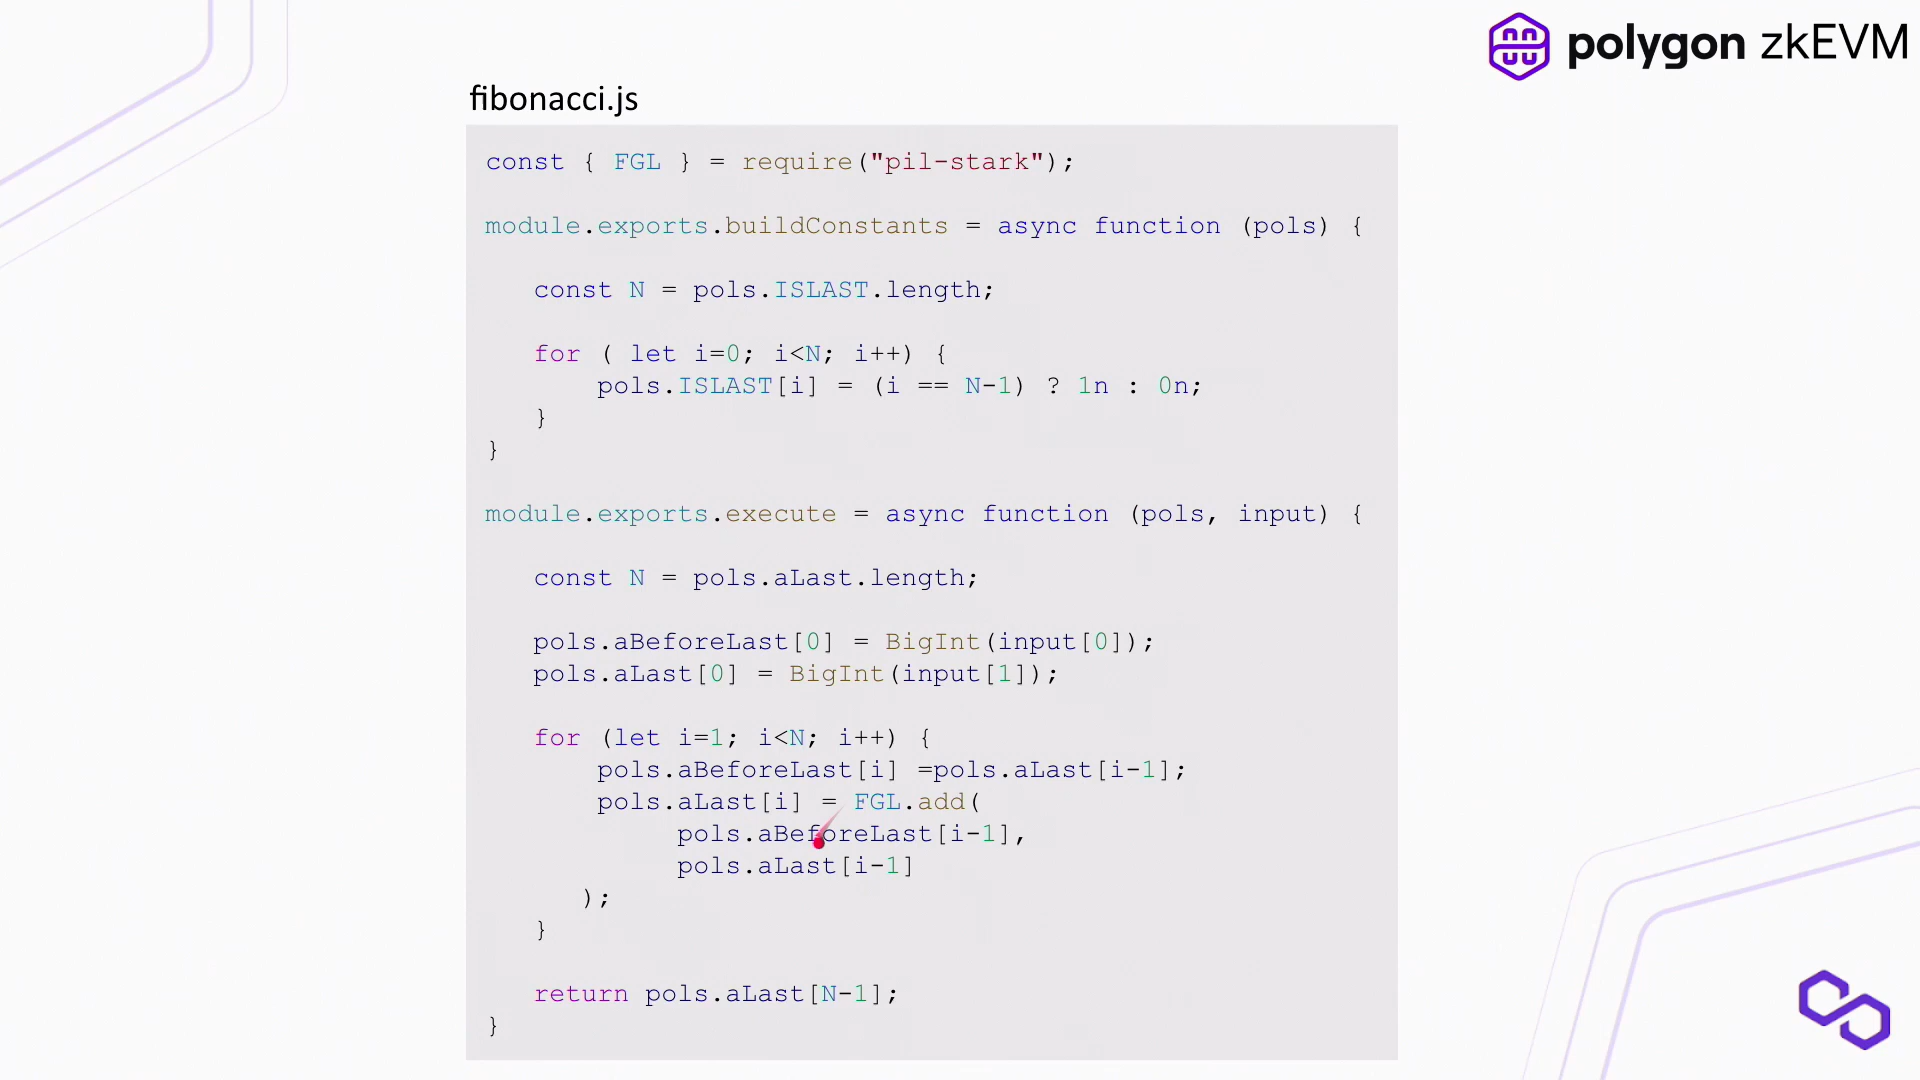 polygon zkEVM
fibonacci.js
const { FGL } = require("pil-stark");
module.exports.buildConstants = async function (pols) {
const N = pols.ISLAST.length;
for ( let i=0; i<N; i++) {
pols.ISLAST[i] = (i == N-1) ? 1n : 0n;
}
}
module.exports.execute = async function (pols, input) {
const N = pols.aLast.length;
pols.aBeforeLast[0] = BigInt(input[0]);
pols.aLast[0] = BigInt(input[1]);
for (let i=1; i<N; i++) {
pols.aBeforeLast[i] =pols.aLast[i-1];
pols.aLast[i] = FGL.add(
pols.aBeforeLast[i-1],
pols.aLast[i-1]
);
}
return pols.aLast[N-1];
}